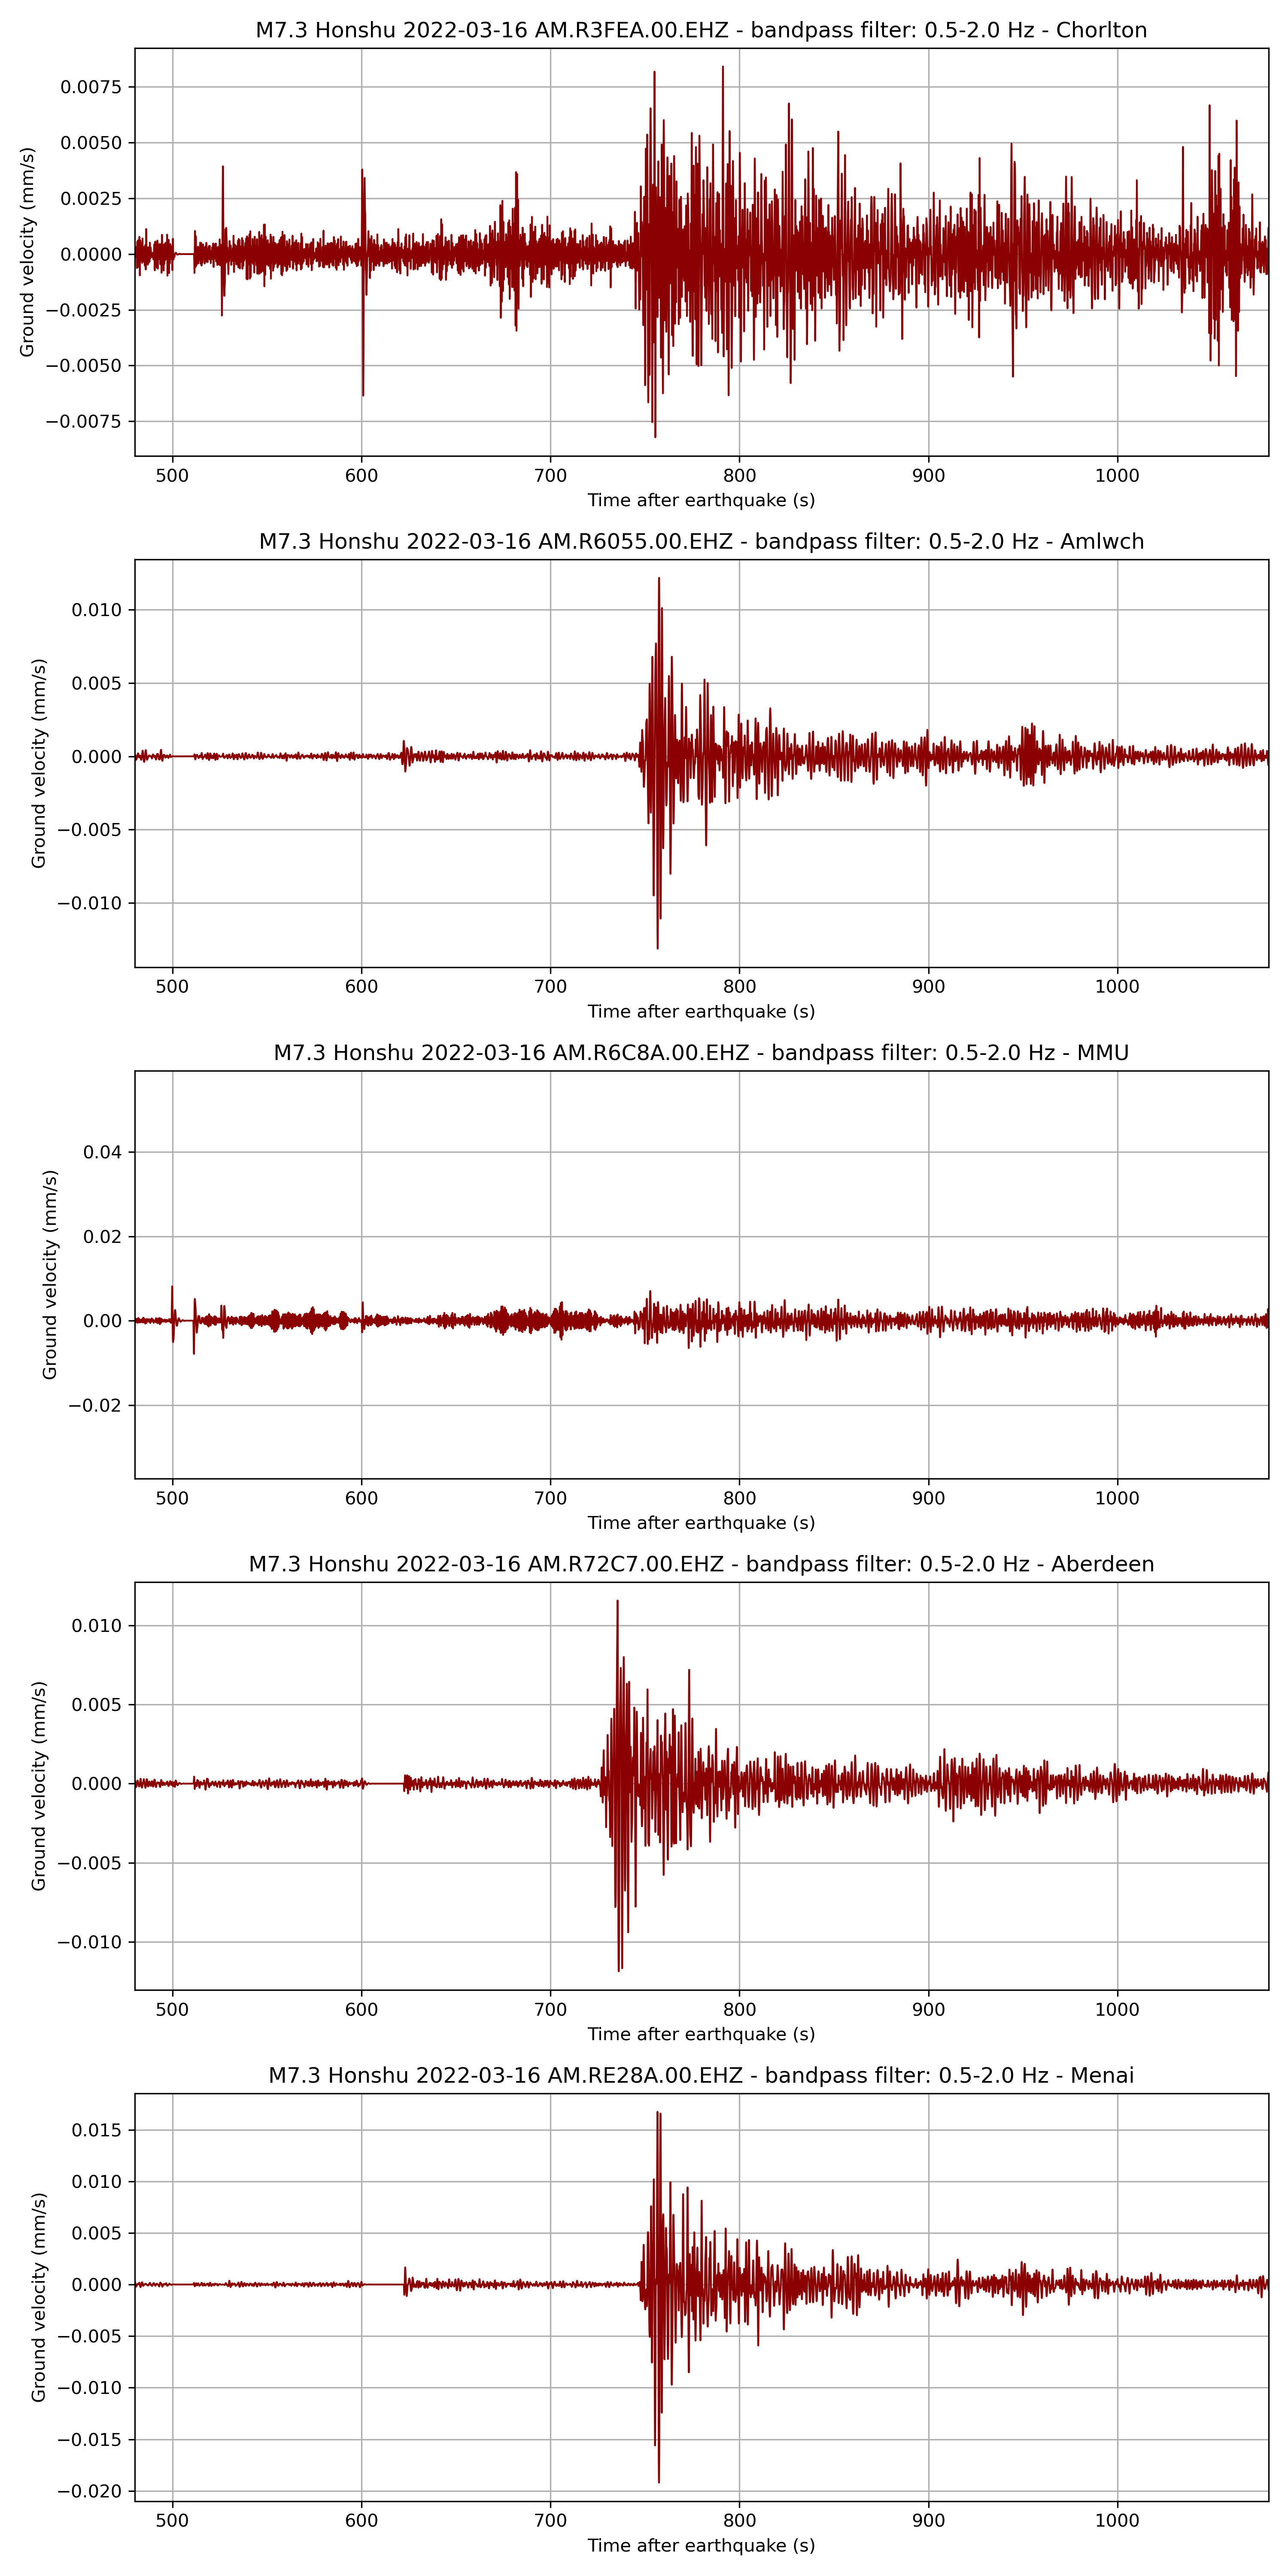 M7.3 Honshu 2022-03-16 AM.R3FEA.00.EHZ - bandpass filter: 0.5-2.0 Hz - Chorlton
Ground velocity (mm/s)
0.0075
0.0050
0.0025
0.0000
−0.0025
−0.0050
−0.0075
500 600 700 800 900 1000
Time after earthquake (s)
M7.3 Honshu 2022-03-16 AM.R6055.00.EHZ - bandpass filter: 0.5-2.0 Hz - Amlwch
Ground velocity (mm/s)
0.010
0.005
0.000
−0.005
−0.010
500 600 700 800 900 1000
Time after earthquake (s)
M7.3 Honshu 2022-03-16 AM.R6C8A.00.EHZ - bandpass filter: 0.5-2.0 Hz - MMU
Ground velocity (mm/s)
0.04
0.02
0.00
−0.02
500 600 700 800 900 1000
Time after earthquake (s)
M7.3 Honshu 2022-03-16 AM.R72C7.00.EHZ - bandpass filter: 0.5-2.0 Hz - Aberdeen
Ground velocity (mm/s)
0.010
0.005
0.000
−0.005
−0.010
500 600 700 800 900 1000
Time after earthquake (s)
M7.3 Honshu 2022-03-16 AM.RE28A.00.EHZ - bandpass filter: 0.5-2.0 Hz - Menai
Ground velocity (mm/s)
0.015
0.010
0.005
0.000
−0.005
−0.010
−0.015
−0.020
500 600 700 800 900 1000
Time after earthquake (s)